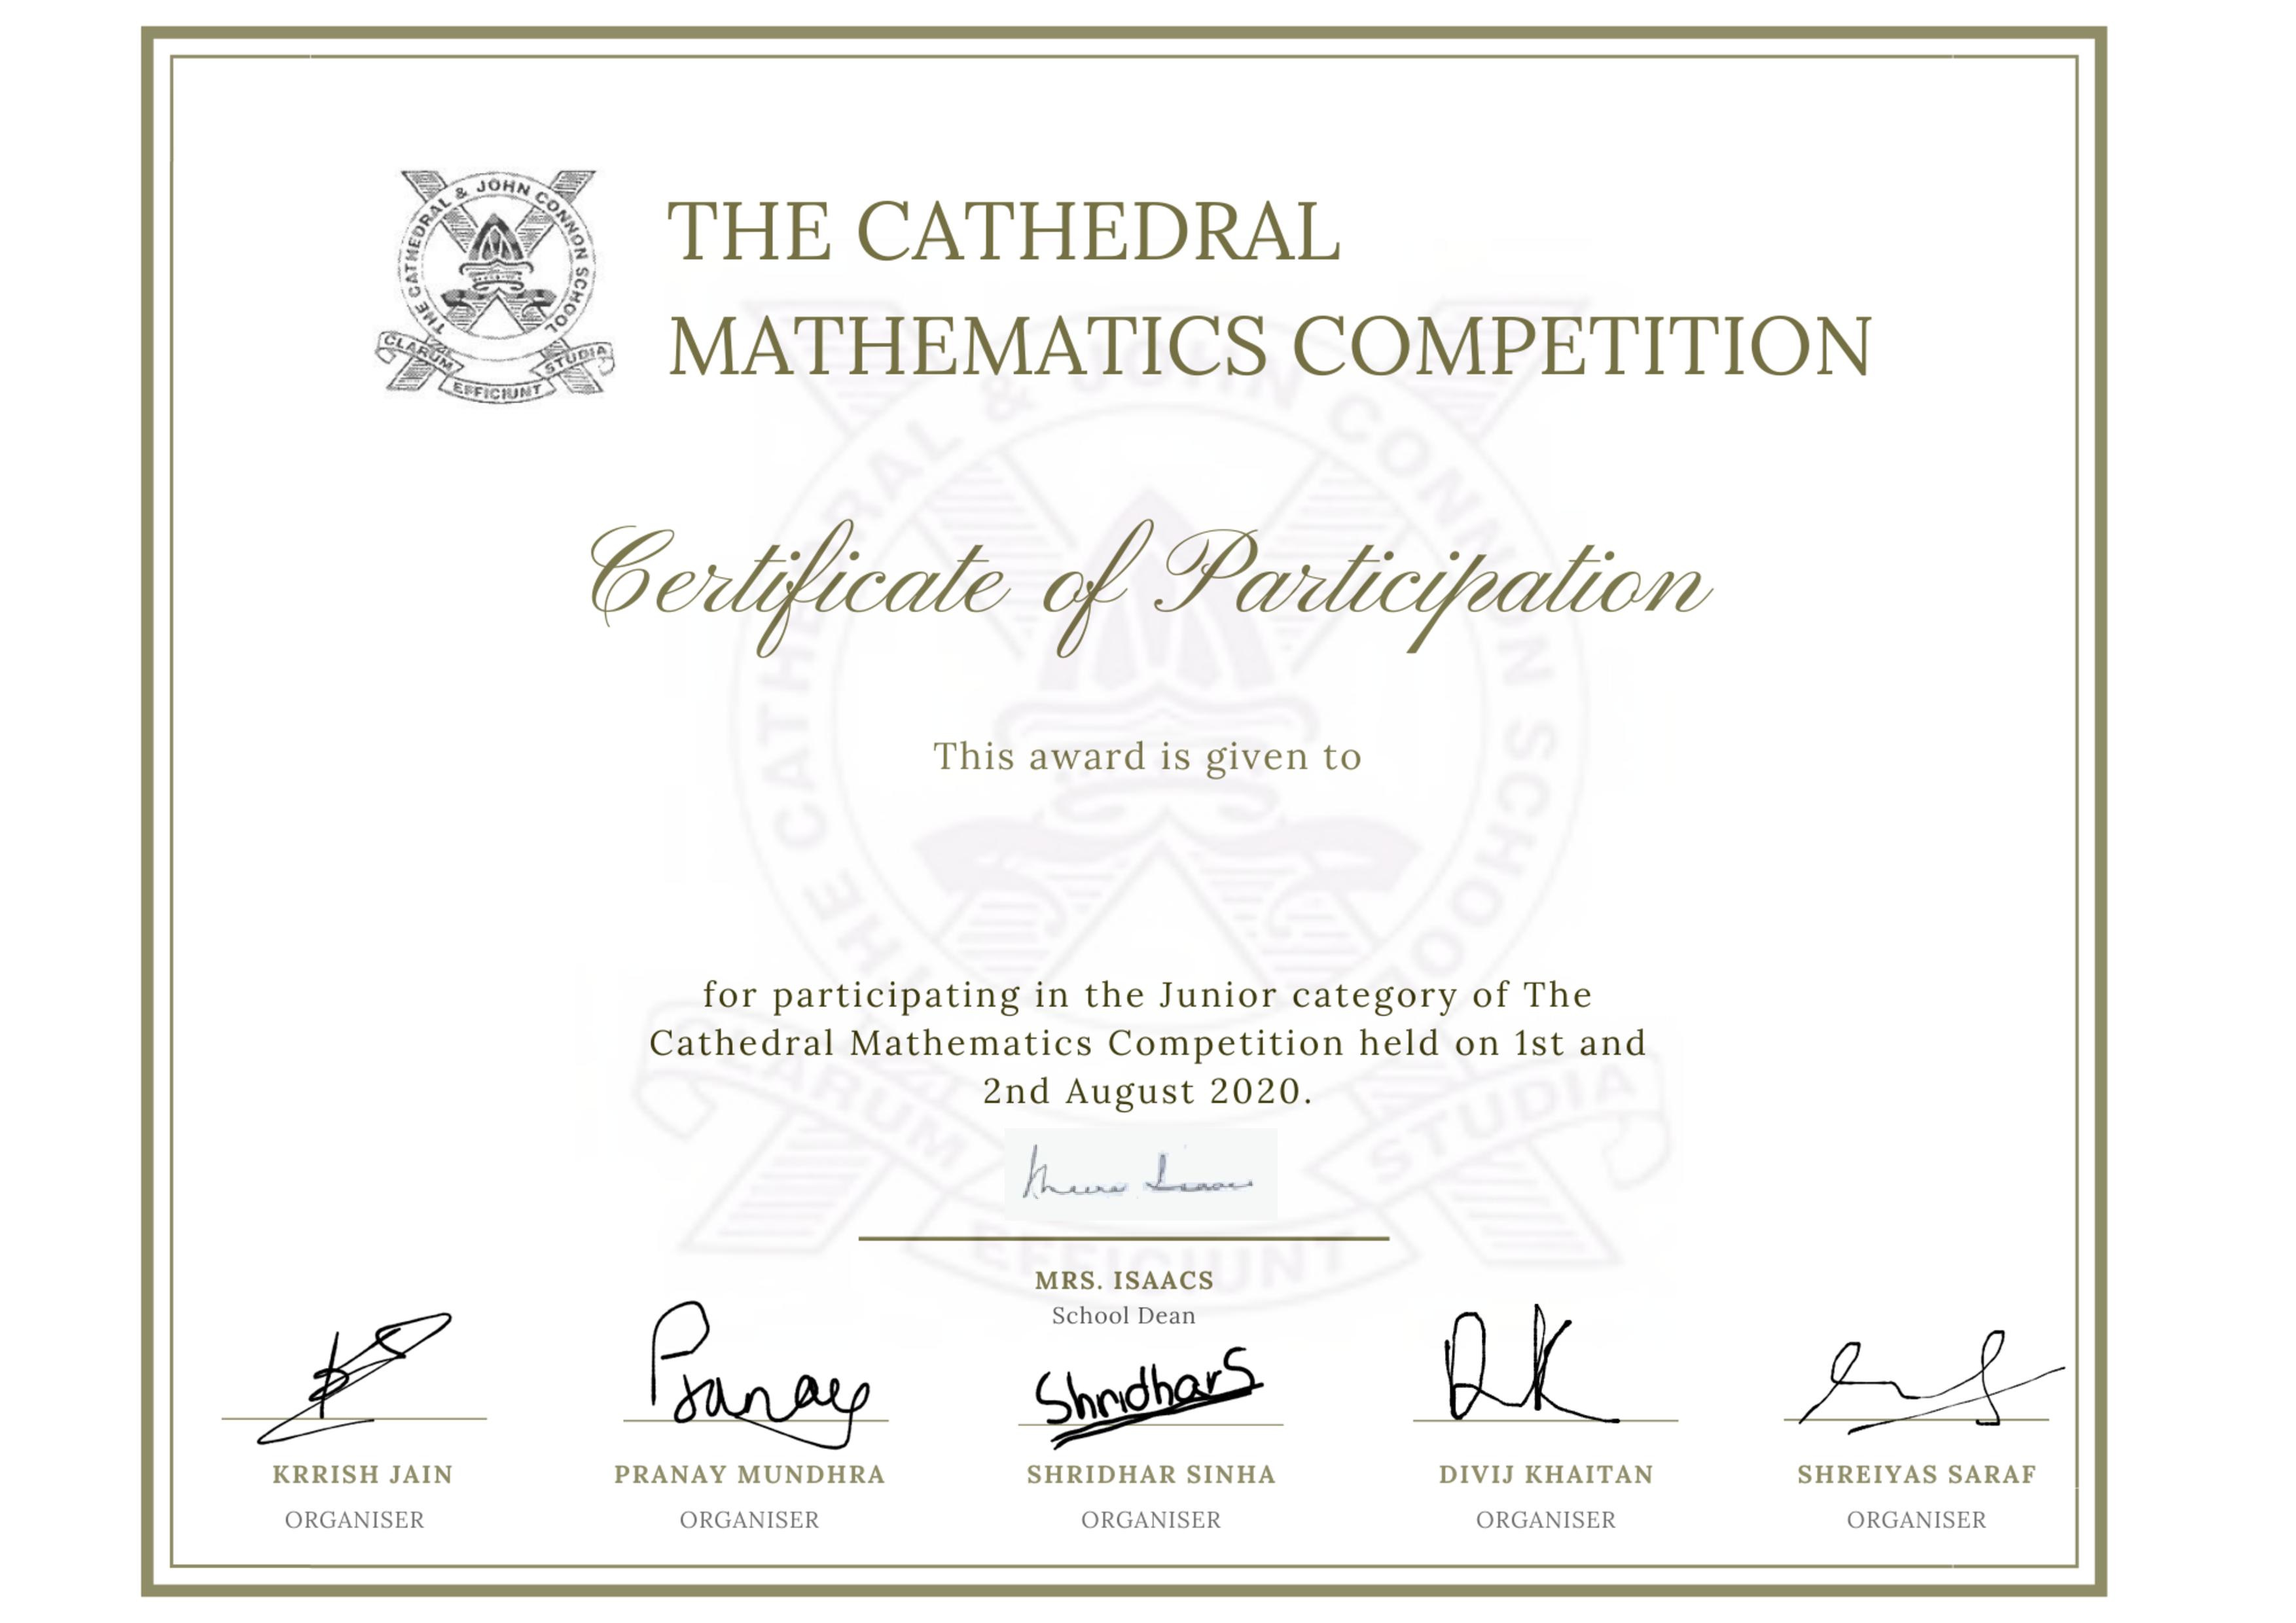 THE CATHEDRAL & JOHN CONNON SCHOOL
CLARUM EFFICIUNT STUDIA
THE CATHEDRAL
MATHEMATICS COMPETITION
Certificate of Participation
This award is given to
for participating in the Junior category of The
Cathedral Mathematics Competition held on 1st and
2nd August 2020.
MRS. ISAACS
School Dean
Pranay
Shridhar S
DK
KRRISH JAIN
PRANAY MUNDHRA
SHRIDHAR SINHA
DIVIJ KHAITAN
SHREIYAS SARAF
ORGANISER
ORGANISER
ORGANISER
ORGANISER
ORGANISER